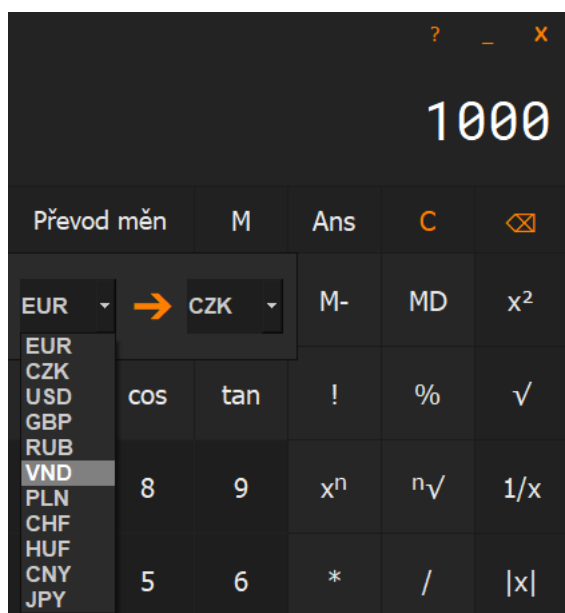 ? _ X
1000
Převod měn M Ans C ⌫
EUR CZK M- MD x²
EUR
CZK
USD cos tan ! % √
GBP
RUB
VND 8 9 xⁿ ⁿ√ 1/x
PLN
CHF
HUF
CNY 5 6 * / |x|
JPY